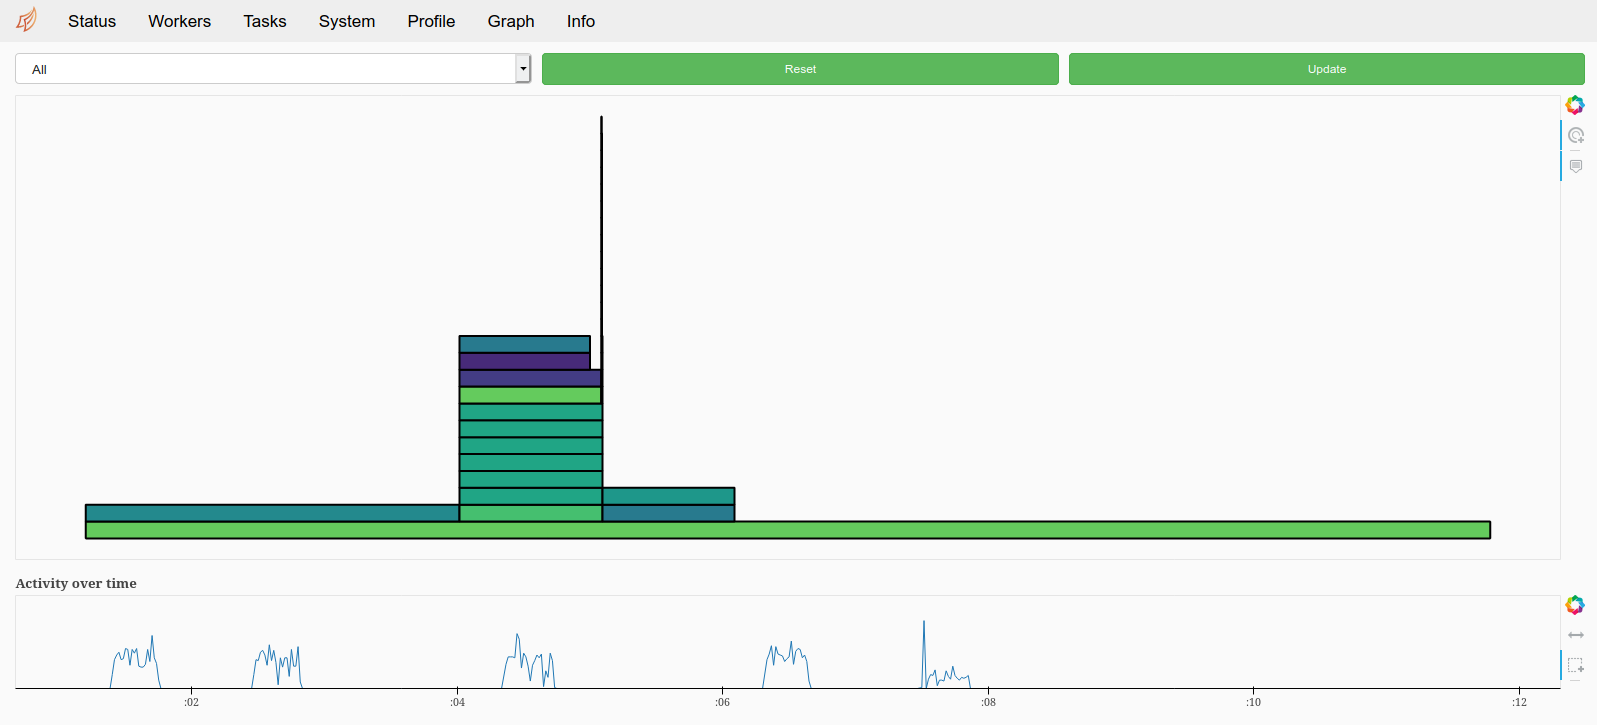 Status Workers Tasks System Profile Graph Info
All Reset Update
Activity over time
:02 :04 :06 :08 :10 :12